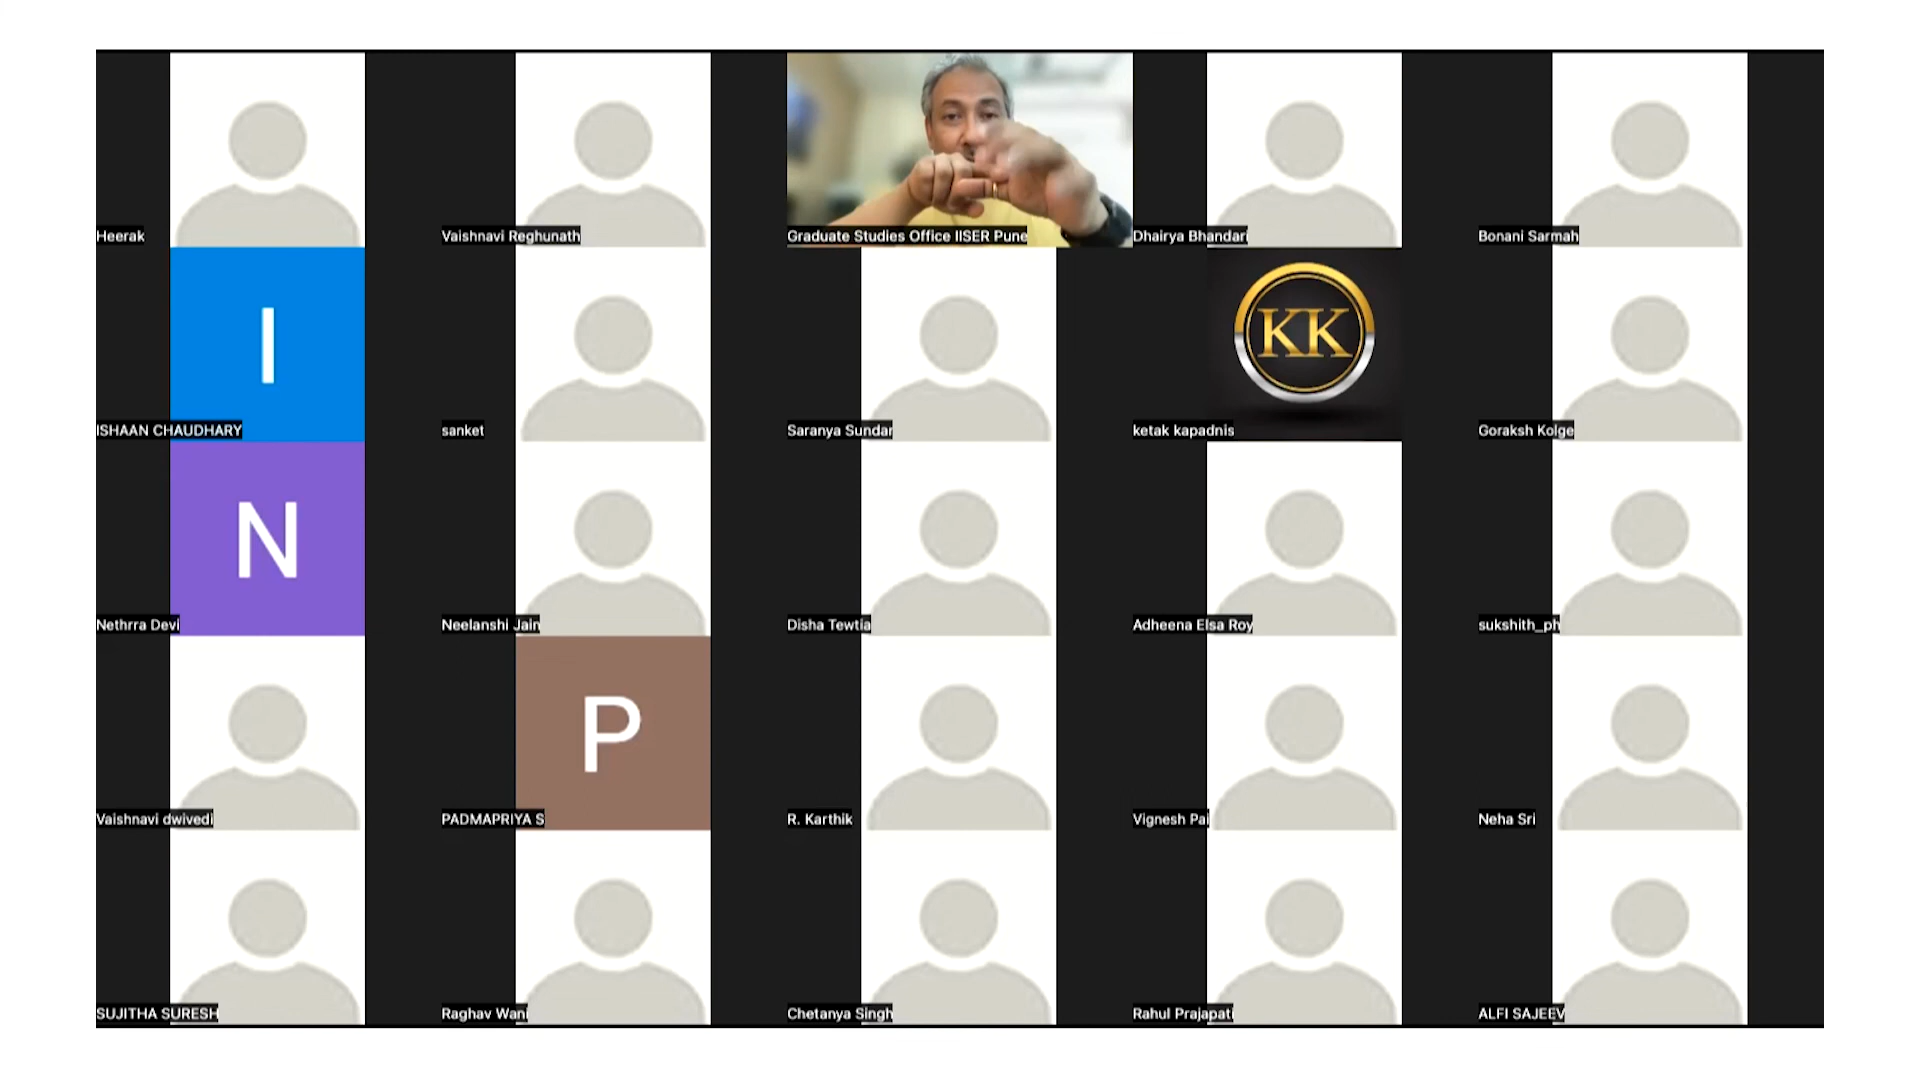 Heerak
Vaishnavi Reghunath
Graduate Studies Office IISER Pune
Dhairya Bhandari
Bonani Sarmah
I
ISHAAN CHAUDHARY
sanket
Saranya Sundar
KK
ketak kapadnis
Goraksh Kolge
N
Nethrra Devi
Neelanshi Jain
Disha Tewtia
Adheena Elsa Roy
sukshith_ph
Vaishnavi dwivedi
P
PADMAPRIYA S
R. Karthik
Vignesh Pai
Neha Sri
SUJITHA SURESH
Raghav Wani
Chetanya Singh
Rahul Prajapati
ALFI SAJEEV